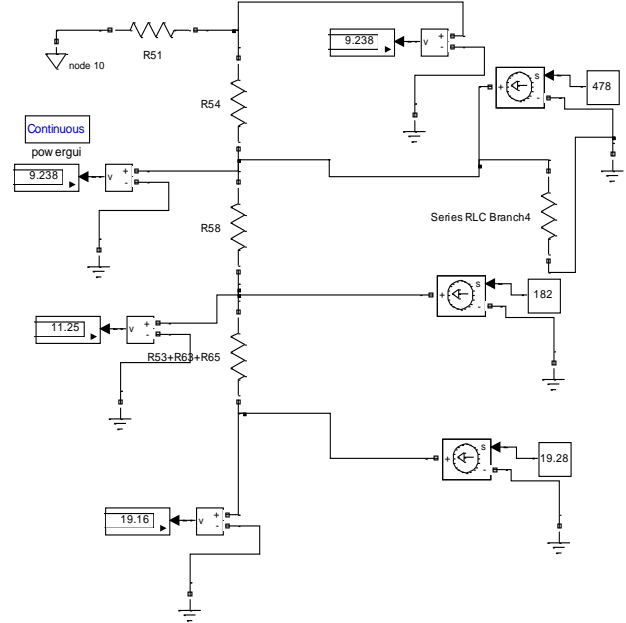 R51
node 10
9.238
v
+
-
R54
+
s
-
478
Continuous
pow ergui
9.238
v
+
-
R58
Series RLC Branch4
+
s
-
182
11.25
v
+
-
R53+R63+R65
+
s
-
19.28
19.16
v
+
-